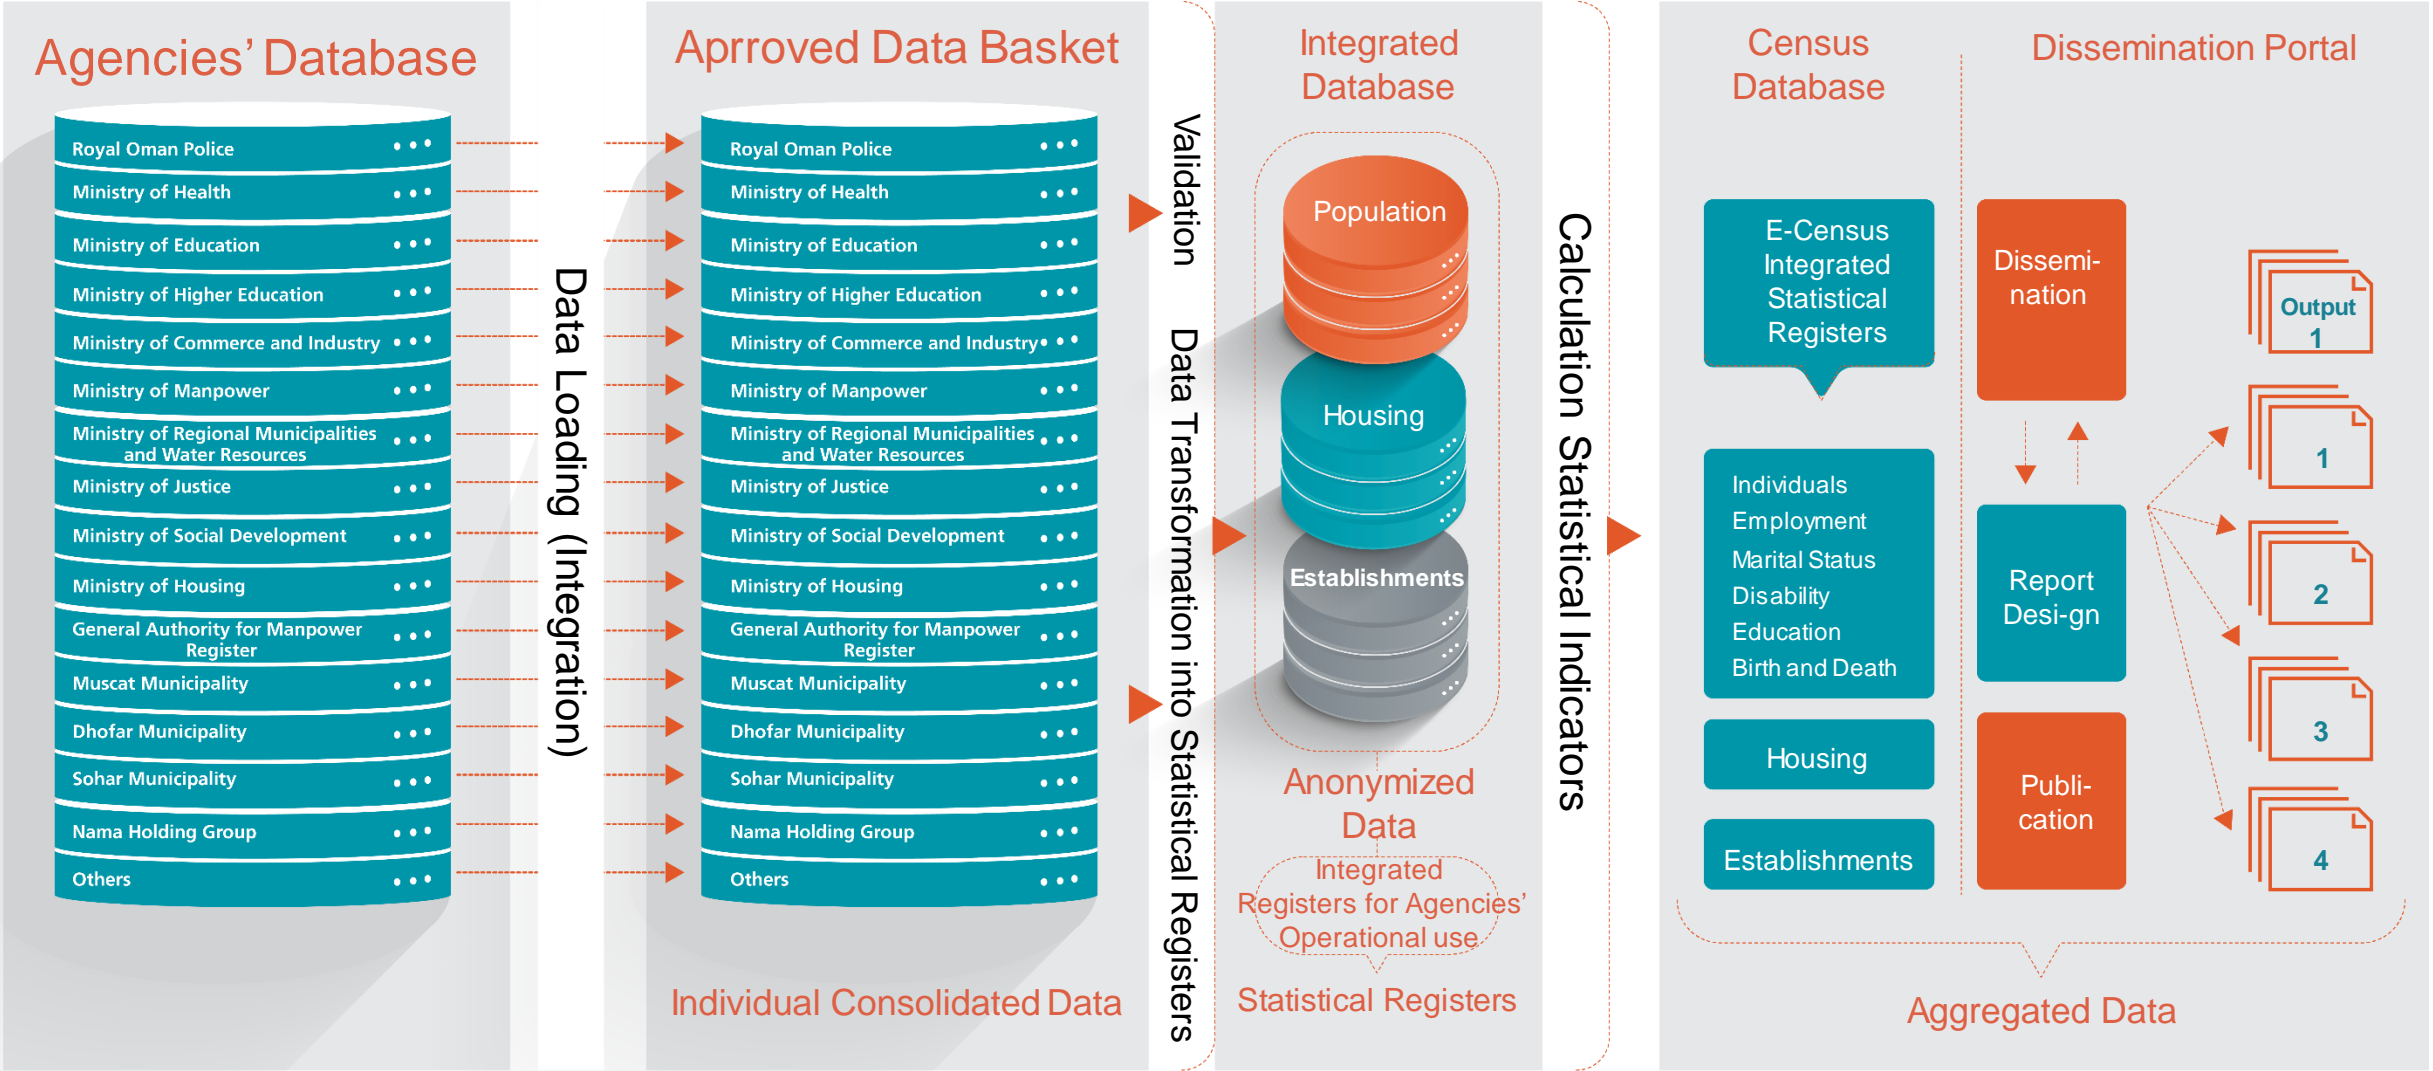 Agencies’ Database
Royal Oman Police
Ministry of Health
Ministry of Education
Ministry of Higher Education
Ministry of Commerce and Industry
Ministry of Manpower
Ministry of Regional Municipalities
and Water Resources
Ministry of Justice
Ministry of Social Development
Ministry of Housing
General Authority for Manpower
Register
Muscat Municipality
Dhofar Municipality
Sohar Municipality
Nama Holding Group
Others
Data Loading (Integration)
Aprroved Data Basket
Royal Oman Police
Ministry of Health
Ministry of Education
Ministry of Higher Education
Ministry of Commerce and Industry
Ministry of Manpower
Ministry of Regional Municipalities
and Water Resources
Ministry of Justice
Ministry of Social Development
Ministry of Housing
General Authority for Manpower
Register
Muscat Municipality
Dhofar Municipality
Sohar Municipality
Nama Holding Group
Others
Individual Consolidated Data
Validation
Data Transformation into Statistical Registers
Integrated
Database
Population
Housing
Establishments
Anonymized
Data
Integrated
Registers for Agencies’
Operational use
Statistical Registers
Calculation Statistical Indicators
Census
Database
E-Census
Integrated
Statistical
Registers
Individuals
Employment
Marital Status
Disability
Education
Birth and Death
Housing
Establishments
Dissemination Portal
Dissemi-
nation
Report
Desi-gn
Publi-
cation
Output
1
1
2
3
4
Aggregated Data